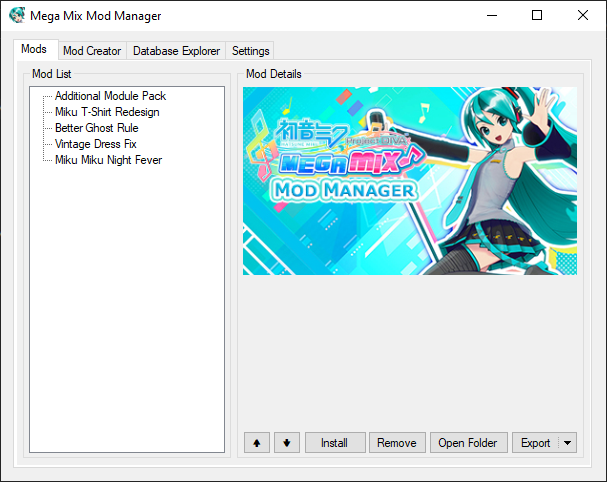 Mega Mix Mod Manager
Mods
Mod Creator
Database Explorer
Settings
Mod List
Additional Module Pack
Miku T-Shirt Redesign
Better Ghost Rule
Vintage Dress Fix
Miku Miku Night Fever
Mod Details
初音ミク
HATSUNE MIKU
Project DIVA
MEGA MIX
MOD MANAGER
Install
Remove
Open Folder
Export